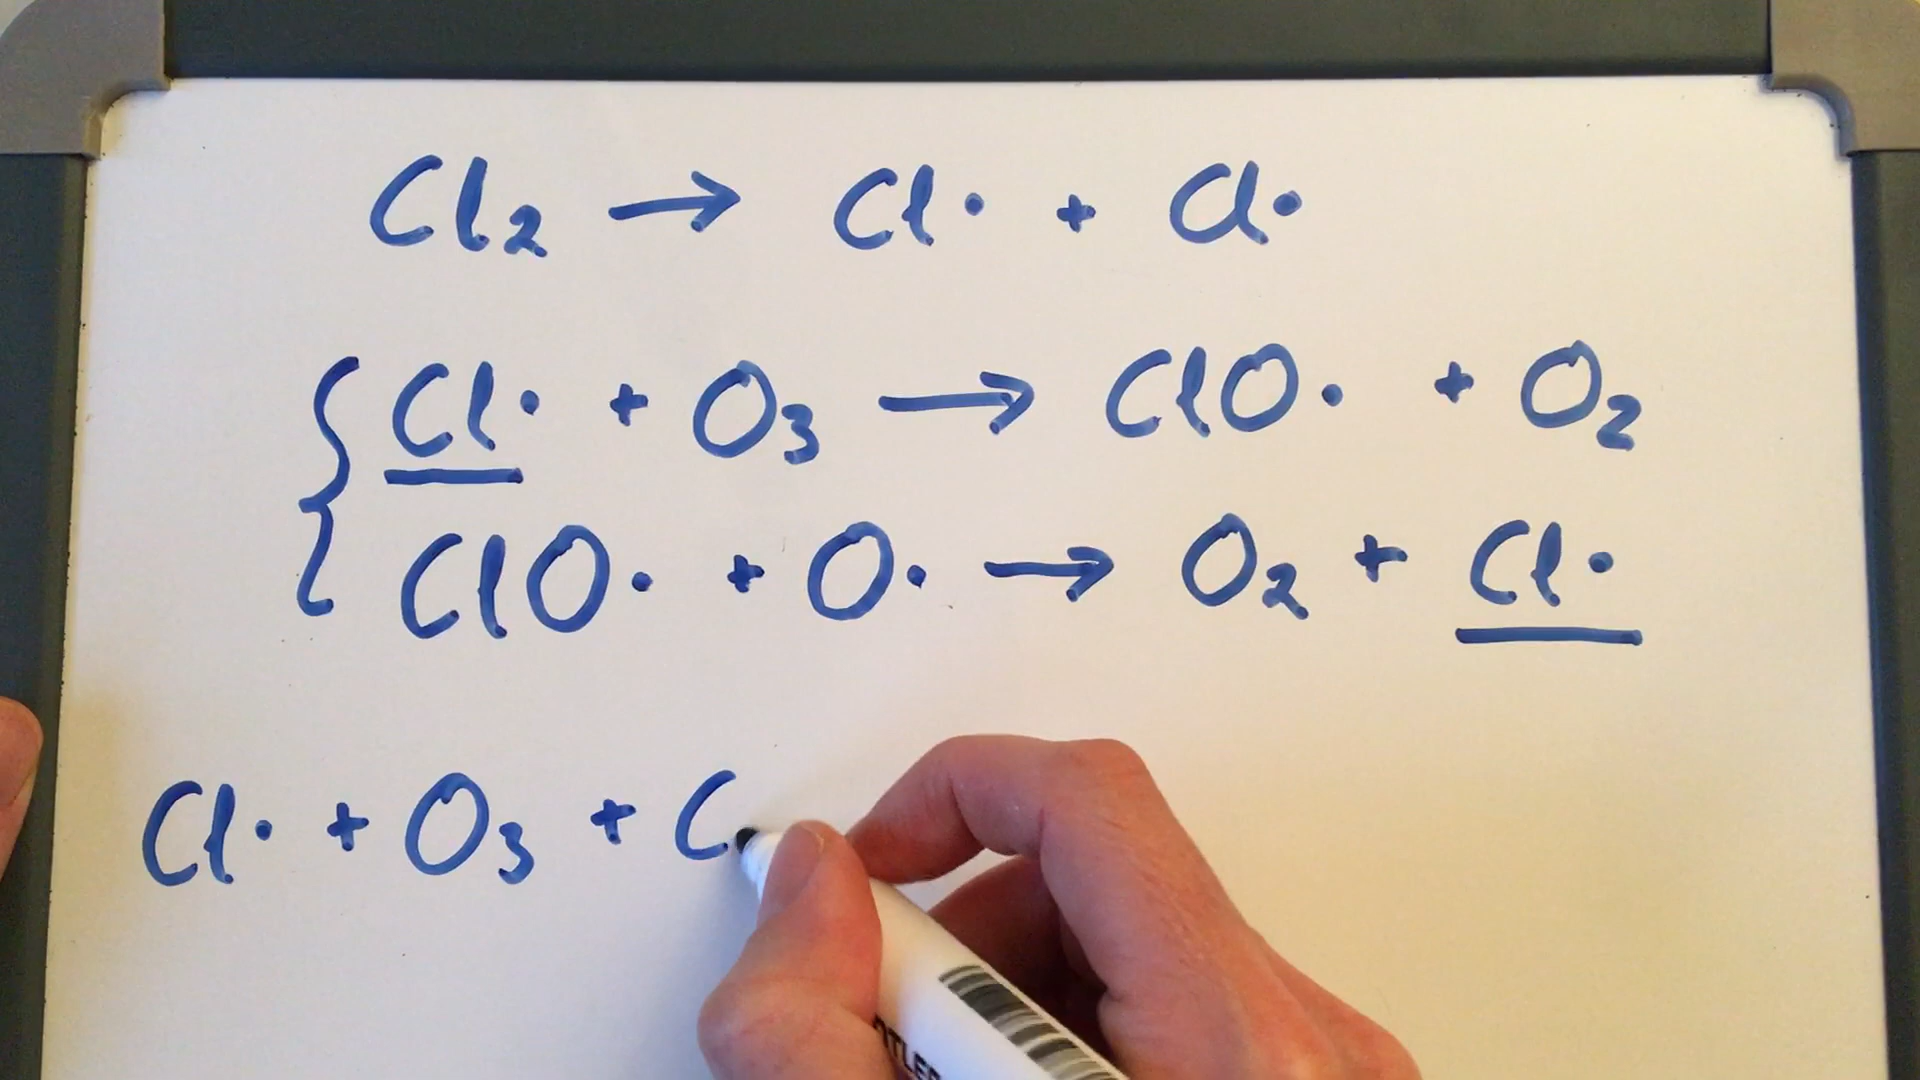 Cl₂ → Cl· + Cl·
Cl· + O₃ → ClO· + O₂
ClO· + O· → O₂ + Cl·
Cl· + O₃ + C